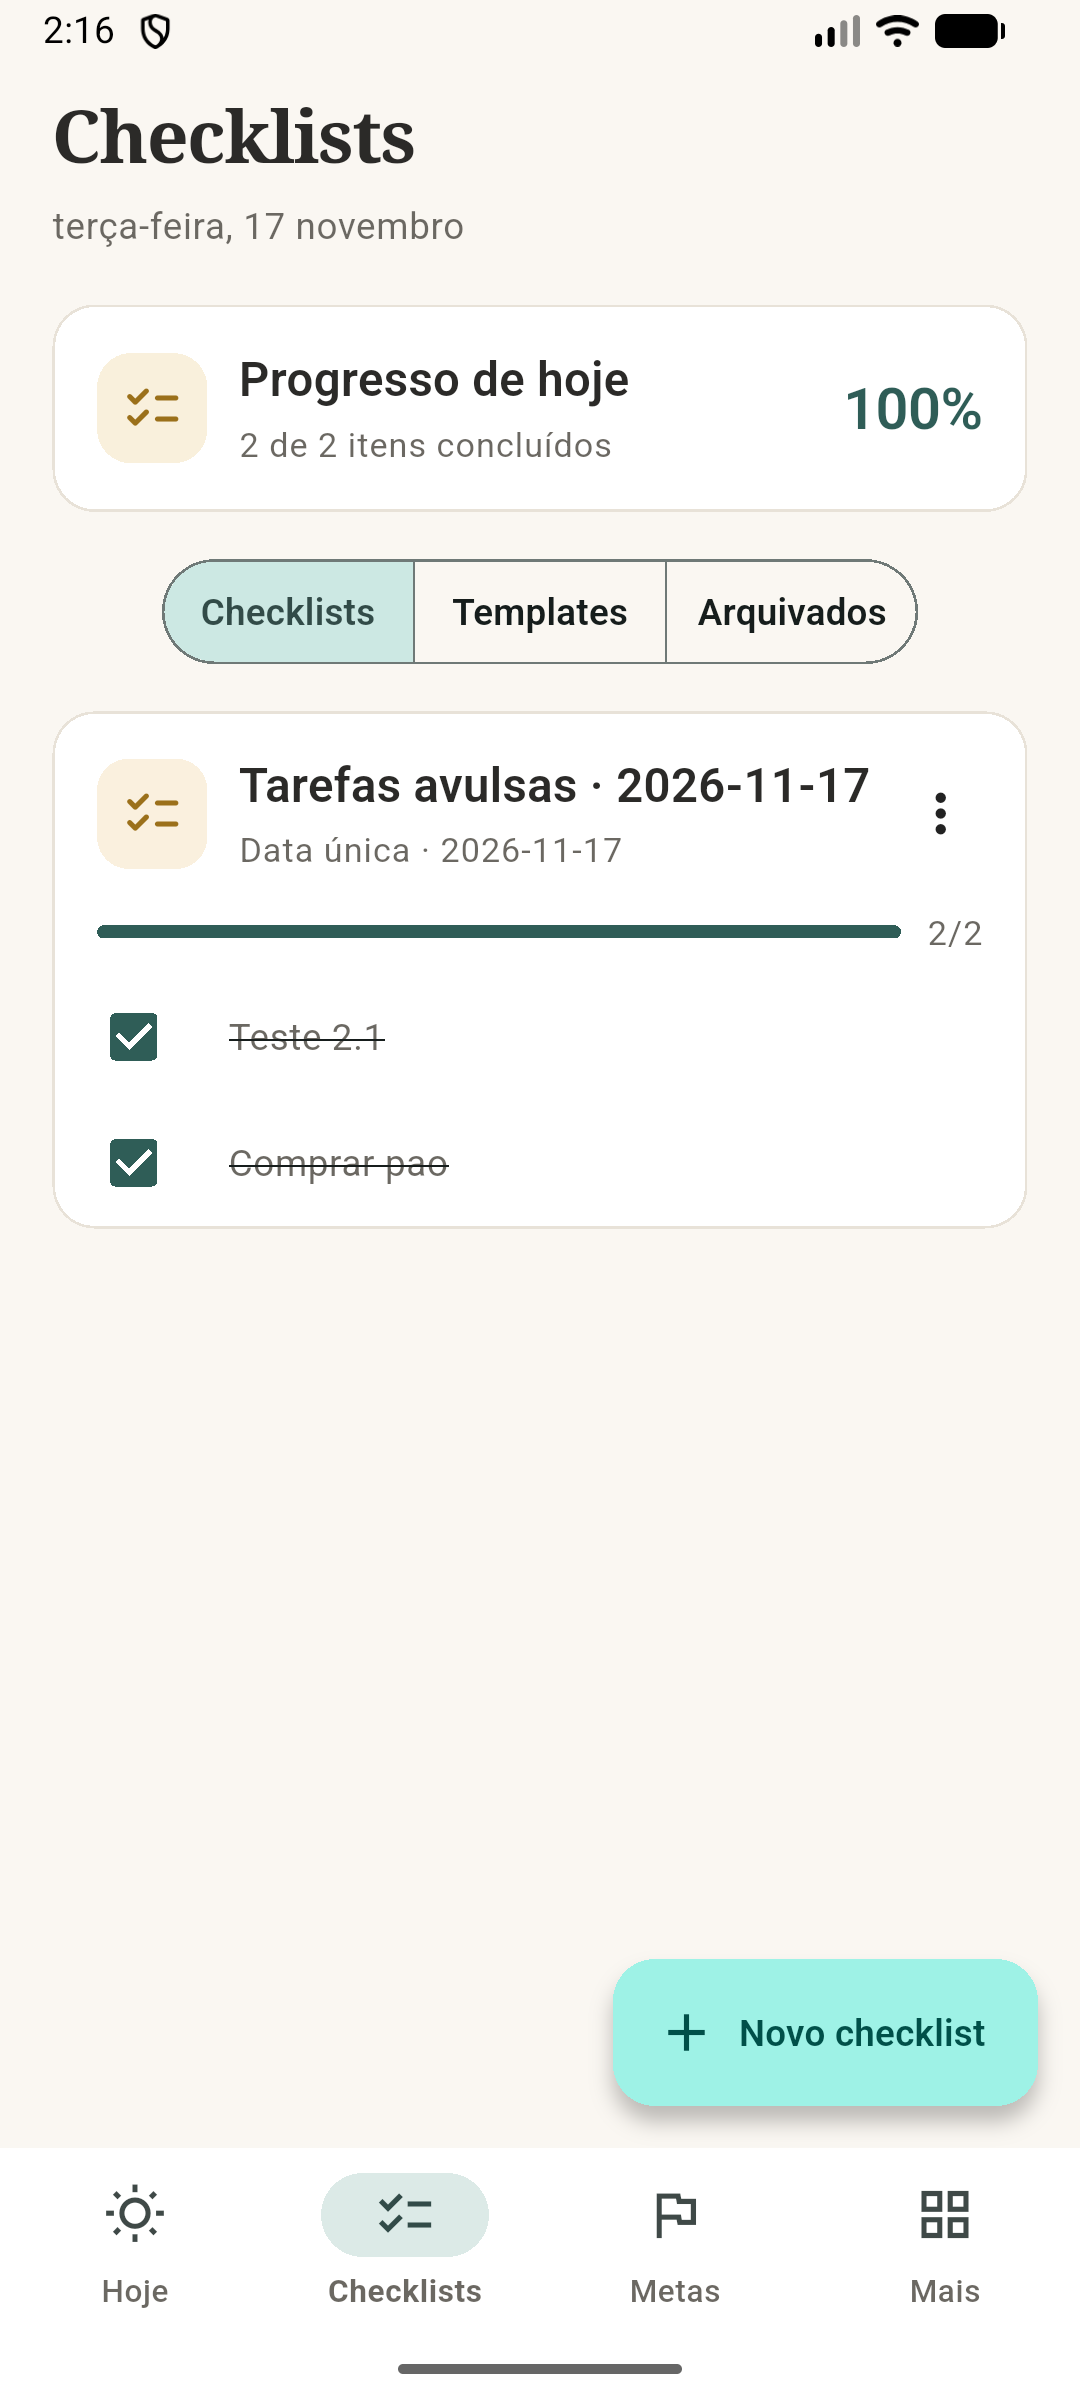 2:16
Checklists
terça-feira, 17 novembro
Progresso de hoje
2 de 2 itens concluídos
100%
Checklists
Templates
Arquivados
Tarefas avulsas · 2026-11-17
Data única · 2026-11-17
2/2
Teste 2.1
Comprar pao
Novo checklist
Hoje
Checklists
Metas
Mais